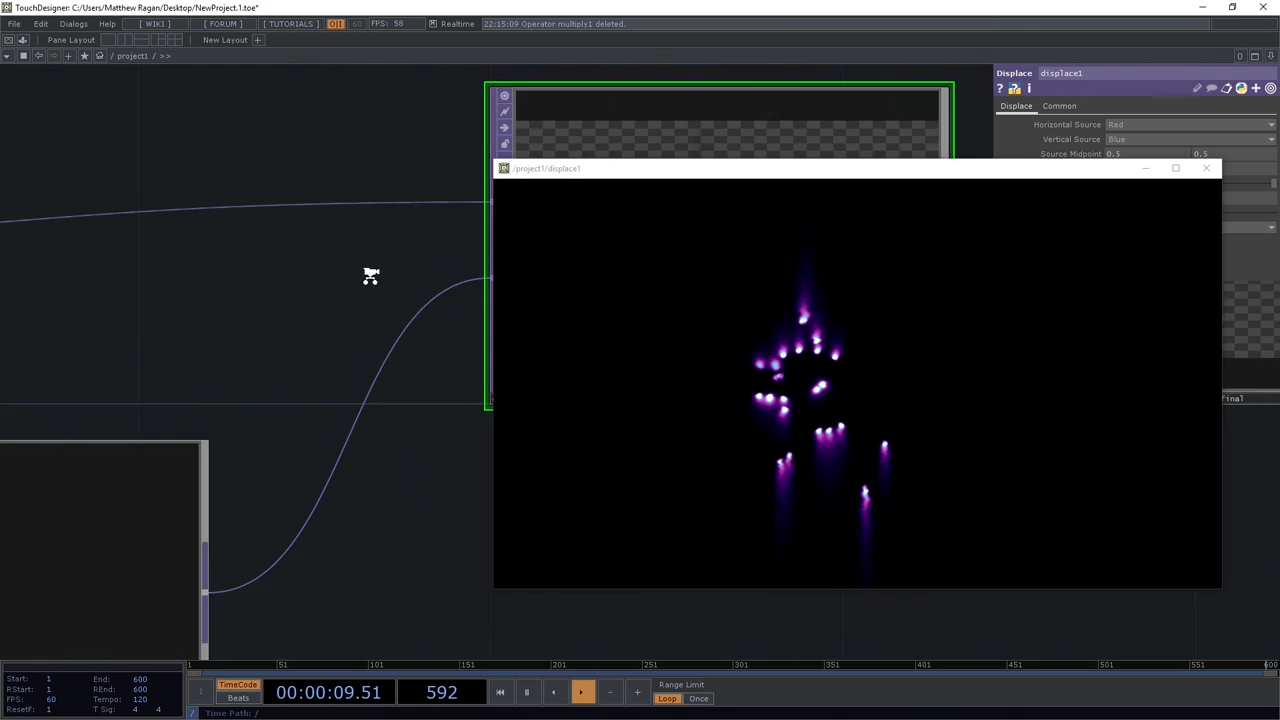 TouchDesigner: C:/Users/Matthew Ragan/Desktop/NewProject.1.toe*
File Edit Dialogs Help [ WIKI ] [ FORUM ] [ TUTORIALS ] O|I 60 FPS: 58 Realtime 22:15:09 Operator multiply1 deleted.
Pane Layout New Layout +
/ project1 / >> 0
Displace displace1
? i
Displace Common
Horizontal Source Red
Vertical Source Blue
Source Midpoint 0.5 0.5
/project1/displace1
final
1 51 101 151 201 251 301 351 401 451 501 551 600
Start: 1 End: 600
RStart: 1 REnd: 600
FPS: 60 Tempo: 120
ResetF: 1 T Sig: 4 4
TimeCode
Beats
00:00:09.51 592
Range Limit
Loop Once
/ Time Path: /